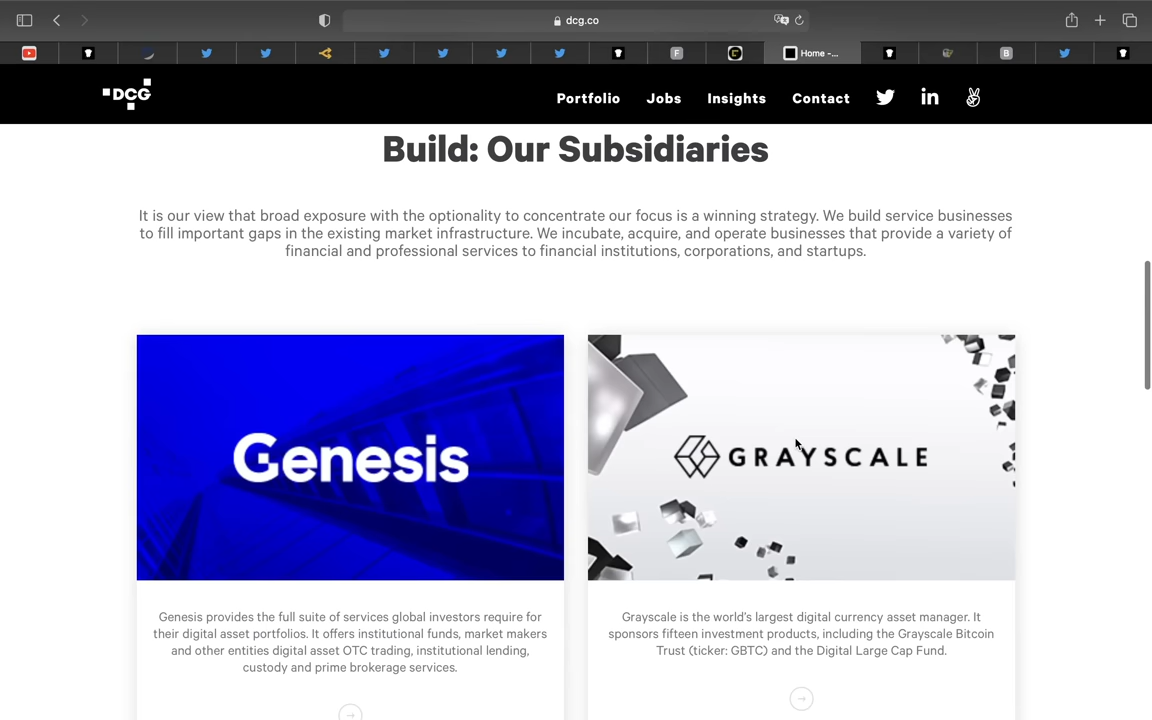 dcg.co
F
Home -...
B
DCG
Portfolio
Jobs
Insights
Contact
in
Build: Our Subsidiaries
It is our view that broad exposure with the optionality to concentrate our focus is a winning strategy. We build service businesses
to fill important gaps in the existing market infrastructure. We incubate, acquire, and operate businesses that provide a variety of
financial and professional services to financial institutions, corporations, and startups.
Genesis
GRAYSCALE
Genesis provides the full suite of services global investors require for
their digital asset portfolios. It offers institutional funds, market makers
and other entities digital asset OTC trading, institutional lending,
custody and prime brokerage services.
Grayscale is the world's largest digital currency asset manager. It
sponsors fifteen investment products, including the Grayscale Bitcoin
Trust (ticker: GBTC) and the Digital Large Cap Fund.